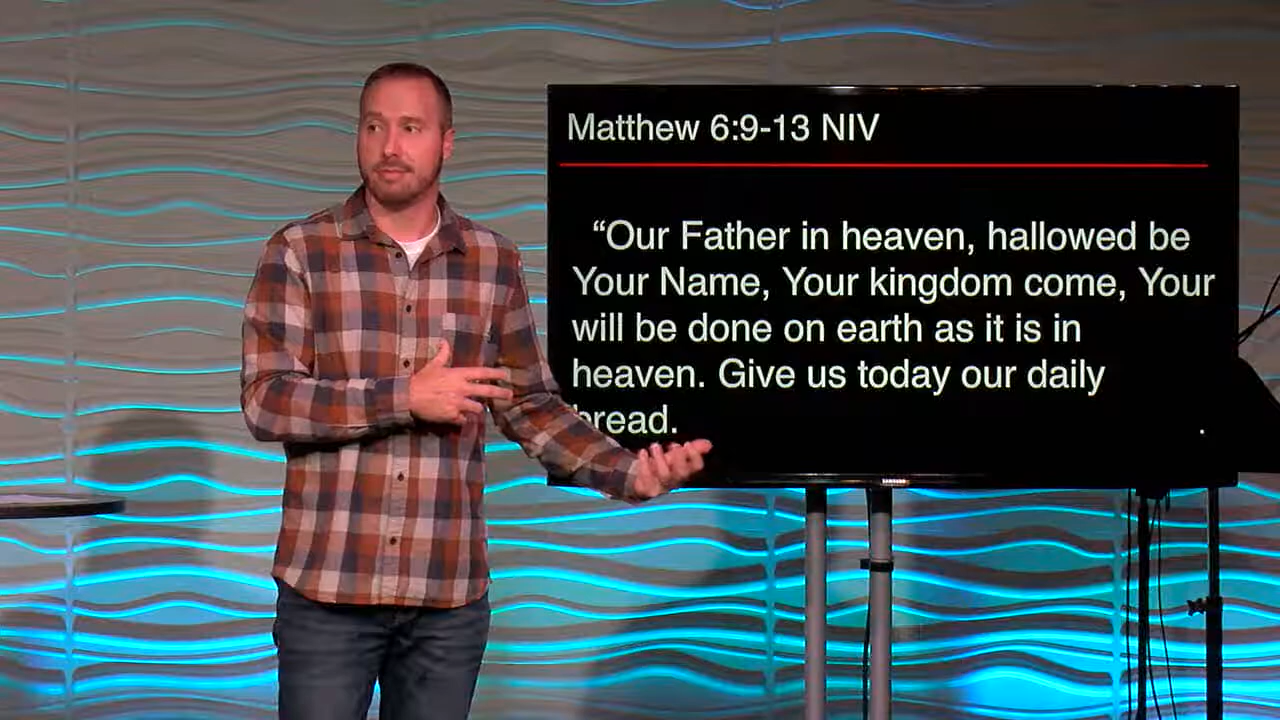 Matthew 6:9-13 NIV
“Our Father in heaven, hallowed be
Your Name, Your kingdom come, Your
will be done on earth as it is in
heaven. Give us today our daily
bread.
.
SAMSUNG